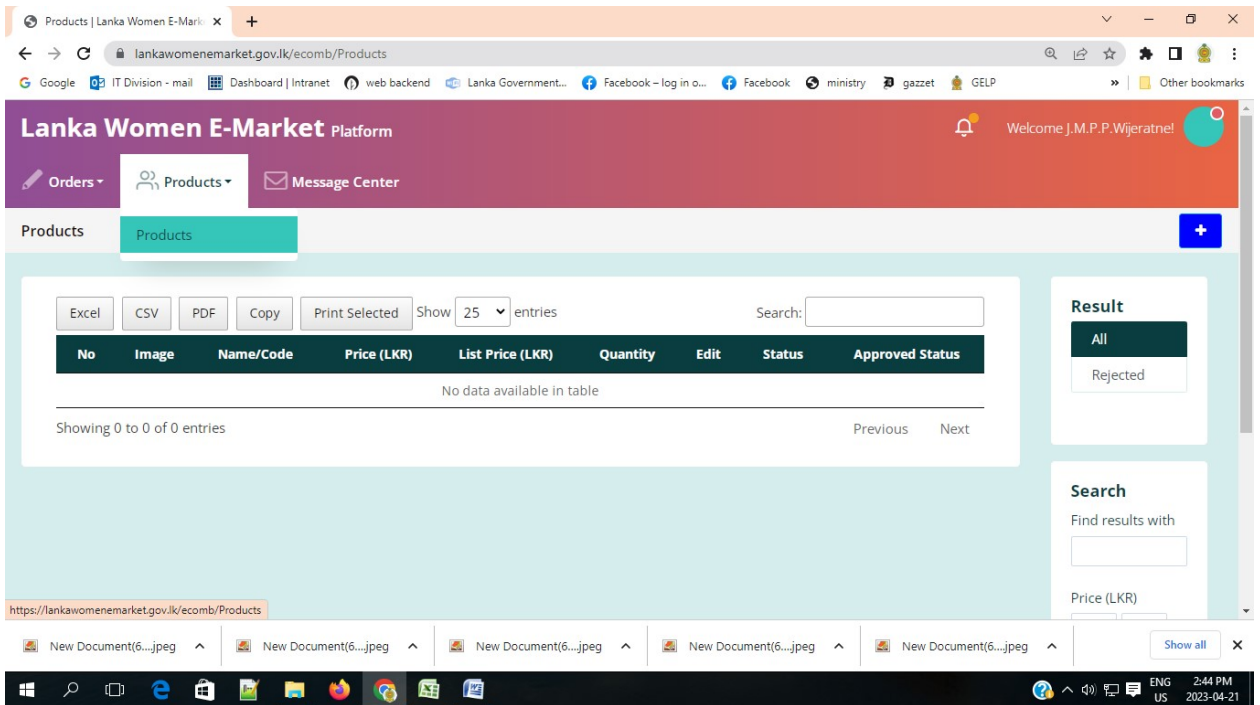 Products | Lanka Women E-Mark
lankawomenemarket.gov.lk/ecomb/Products
Google IT Division - mail Dashboard | Intranet web backend Lanka Government... Facebook – log in o... Facebook ministry gazzet GELP » Other bookmarks
Lanka Women E-Market Platform
Welcome J.M.P.P.Wijeratne!
Orders Products Message Center
Products
Products
Excel CSV PDF Copy Print Selected Show 25 entries Search:
No Image Name/Code Price (LKR) List Price (LKR) Quantity Edit Status Approved Status
No data available in table
Showing 0 to 0 of 0 entries Previous Next
Result
All
Rejected
Search
Find results with
Price (LKR)
https://lankawomenemarket.gov.lk/ecomb/Products
New Document(6....jpeg New Document(6....jpeg New Document(6....jpeg New Document(6....jpeg New Document(6....jpeg Show all
ENG 2:44 PM
US 2023-04-21